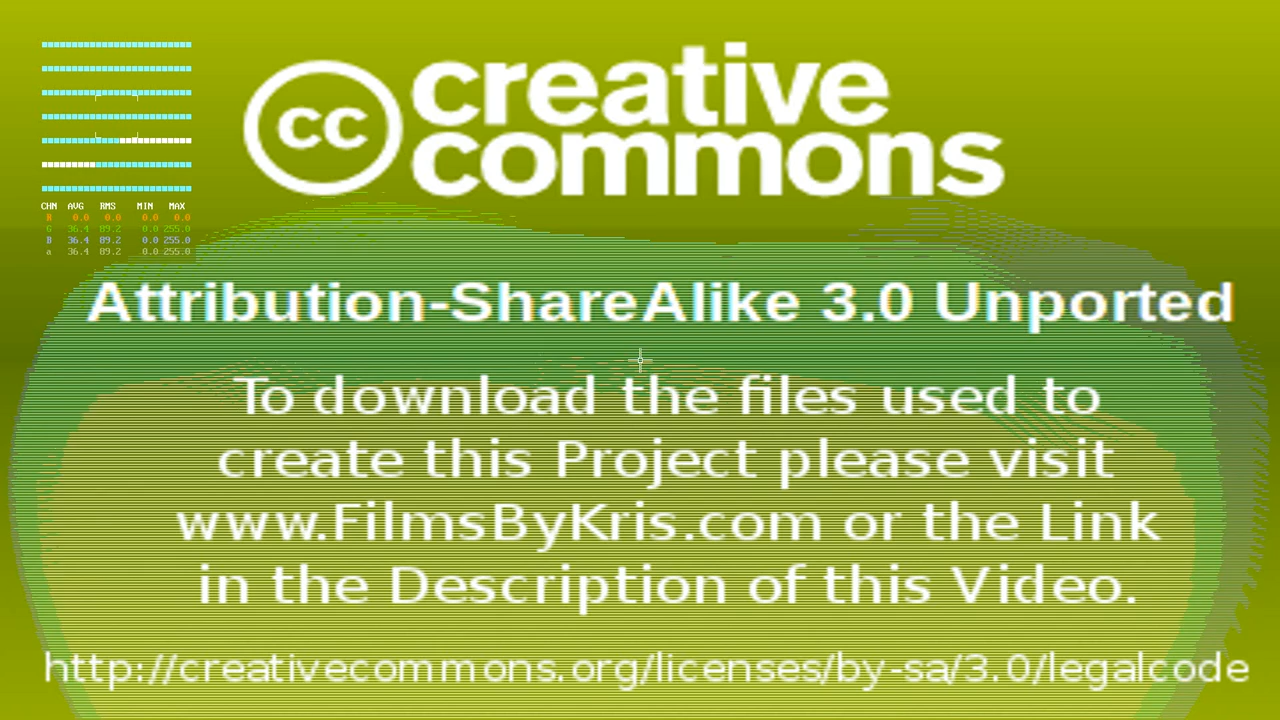 cc creative
commons
CHN AVG RMS MIN MAX
R 0.0 0.0 0.0 0.0
G 36.4 89.2 0.0 255.0
B 36.4 89.2 0.0 255.0
a 36.4 89.2 0.0 255.0
Attribution-ShareAlike 3.0 Unported
To download the files used to
create this Project please visit
www.FilmsByKris.com or the Link
in the Description of this Video.
http://creativecommons.org/licenses/by-sa/3.0/legalcode